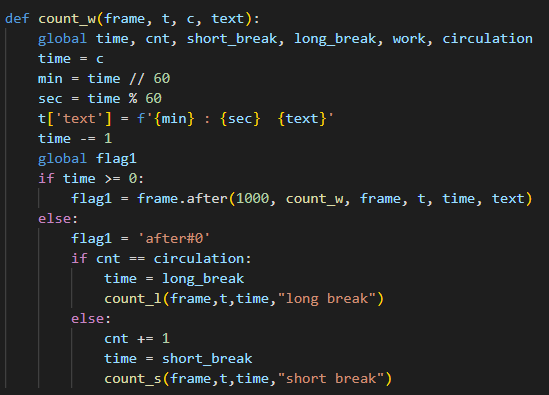 def count_w(frame, t, c, text):
    global time, cnt, short_break, long_break, work, circulation
    time = c
    min = time // 60
    sec = time % 60
    t['text'] = f'{min} : {sec}  {text}'
    time -= 1
    global flag1
    if time >= 0:
        flag1 = frame.after(1000, count_w, frame, t, time, text)
    else:
        flag1 = 'after#0'
        if cnt == circulation:
            time = long_break
            count_l(frame,t,time,"long break")
        else:
            cnt += 1
            time = short_break
            count_s(frame,t,time,"short break")